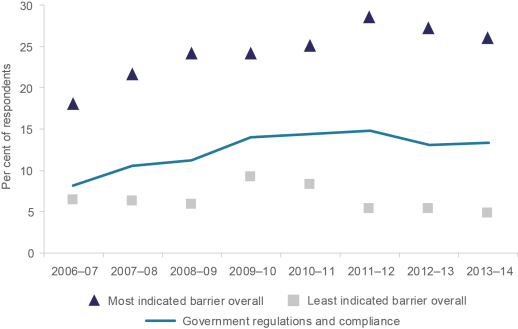 30
25
20
15
10
5
0
Per cent of respondents
2006–07 2007–08 2008–09 2009–10 2010–11 2011–12 2012–13 2013–14
Most indicated barrier overall Least indicated barrier overall
Government regulations and compliance